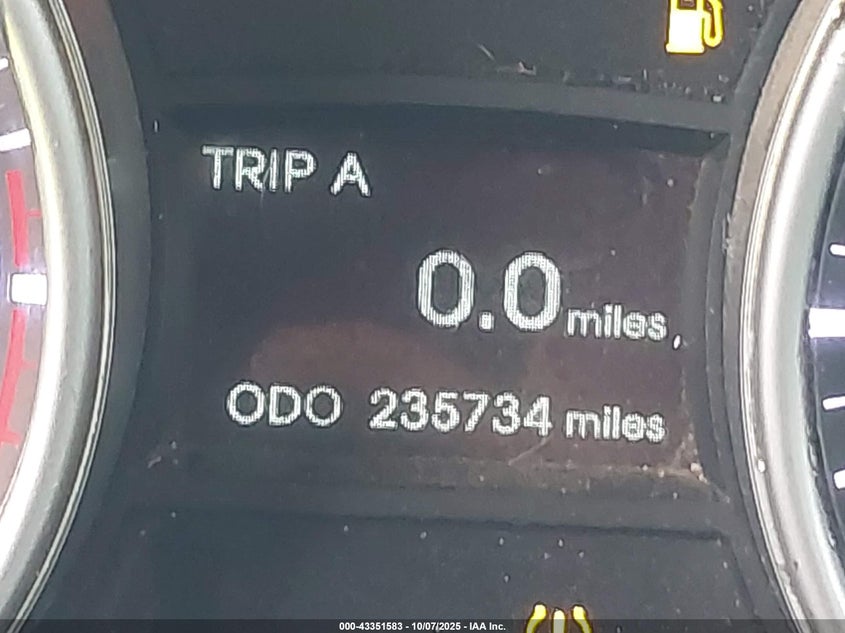 TRIP A
0.0 miles
ODO 235734 miles
000-43351583 - 10/07/2025 - IAA Inc.